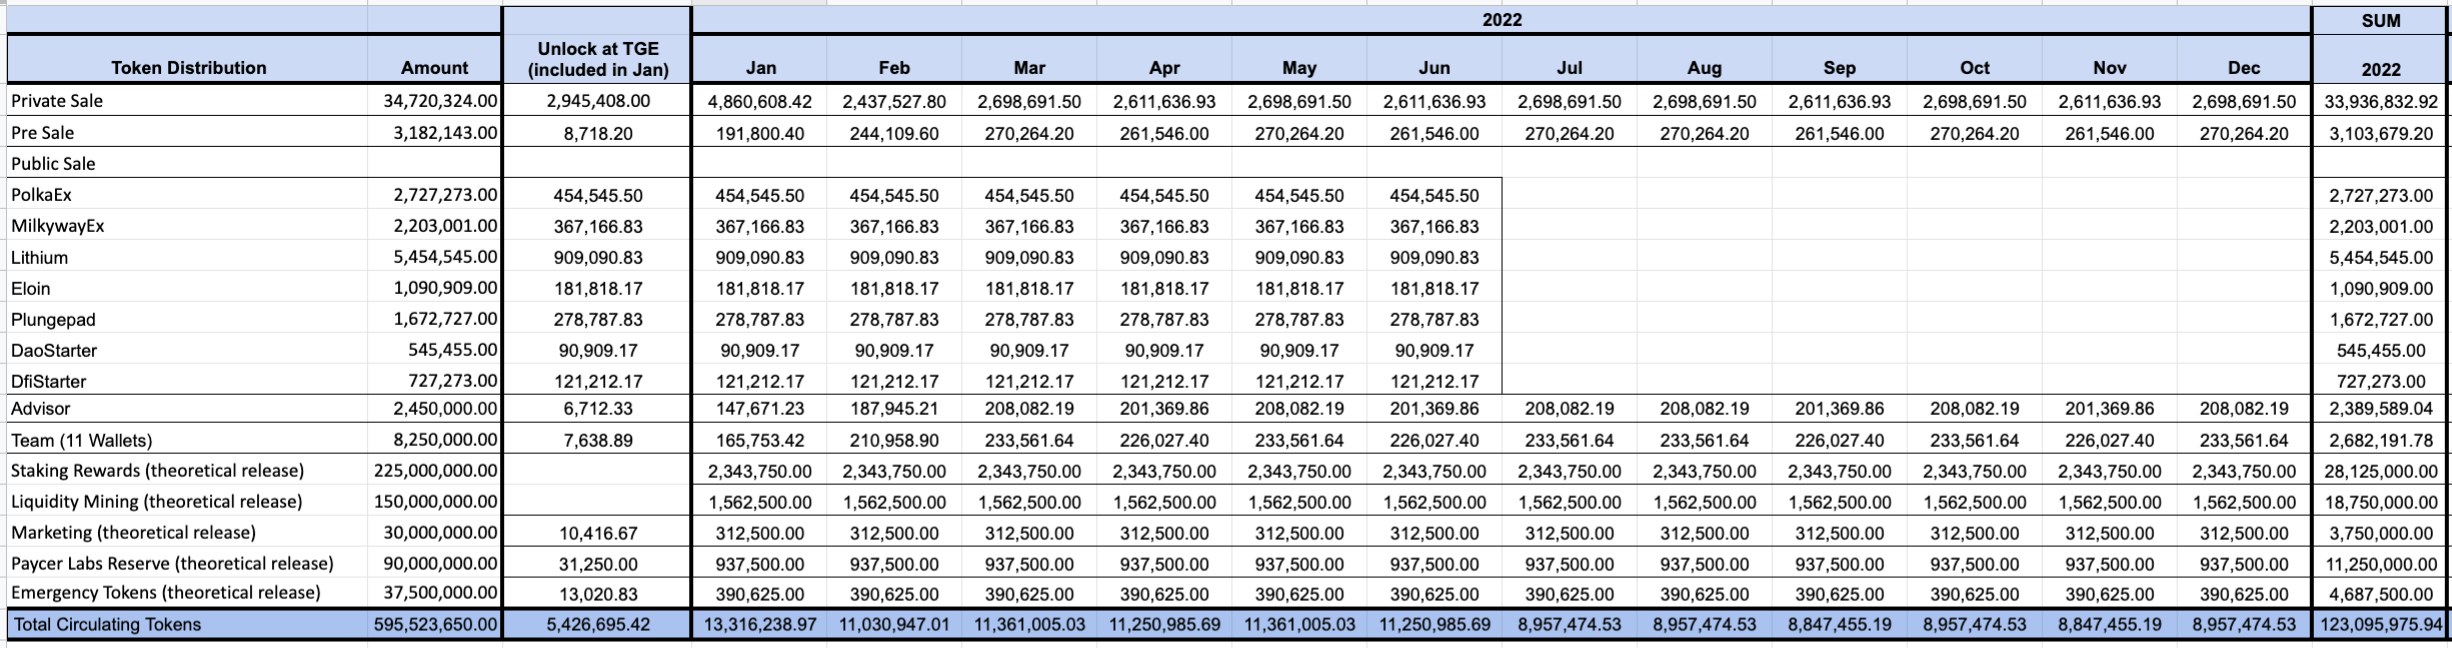 2022 SUM
Unlock at TGE
Token Distribution Amount (included in Jan) Jan Feb Mar Apr May Jun Jul Aug Sep Oct Nov Dec 2022
Private Sale 34,720,324.00 2,945,408.00 4,860,608.42 2,437,527.80 2,698,691.50 2,611,636.93 2,698,691.50 2,611,636.93 2,698,691.50 2,698,691.50 2,611,636.93 2,698,691.50 2,611,636.93 2,698,691.50 33,936,832.92
Pre Sale 3,182,143.00 8,718.20 191,800.40 244,109.60 270,264.20 261,546.00 270,264.20 261,546.00 270,264.20 270,264.20 261,546.00 270,264.20 261,546.00 270,264.20 3,103,679.20
Public Sale
PolkaEx 2,727,273.00 454,545.50 454,545.50 454,545.50 454,545.50 454,545.50 454,545.50 454,545.50 2,727,273.00
MilkywayEx 2,203,001.00 367,166.83 367,166.83 367,166.83 367,166.83 367,166.83 367,166.83 367,166.83 2,203,001.00
Lithium 5,454,545.00 909,090.83 909,090.83 909,090.83 909,090.83 909,090.83 909,090.83 909,090.83 5,454,545.00
Eloin 1,090,909.00 181,818.17 181,818.17 181,818.17 181,818.17 181,818.17 181,818.17 181,818.17 1,090,909.00
Plungepad 1,672,727.00 278,787.83 278,787.83 278,787.83 278,787.83 278,787.83 278,787.83 278,787.83 1,672,727.00
DaoStarter 545,455.00 90,909.17 90,909.17 90,909.17 90,909.17 90,909.17 90,909.17 90,909.17 545,455.00
DfiStarter 727,273.00 121,212.17 121,212.17 121,212.17 121,212.17 121,212.17 121,212.17 121,212.17 727,273.00
Advisor 2,450,000.00 6,712.33 147,671.23 187,945.21 208,082.19 201,369.86 208,082.19 201,369.86 208,082.19 208,082.19 201,369.86 208,082.19 201,369.86 208,082.19 2,389,589.04
Team (11 Wallets) 8,250,000.00 7,638.89 165,753.42 210,958.90 233,561.64 226,027.40 233,561.64 226,027.40 233,561.64 233,561.64 226,027.40 233,561.64 226,027.40 233,561.64 2,682,191.78
Staking Rewards (theoretical release) 225,000,000.00 2,343,750.00 2,343,750.00 2,343,750.00 2,343,750.00 2,343,750.00 2,343,750.00 2,343,750.00 2,343,750.00 2,343,750.00 2,343,750.00 2,343,750.00 2,343,750.00 28,125,000.00
Liquidity Mining (theoretical release) 150,000,000.00 1,562,500.00 1,562,500.00 1,562,500.00 1,562,500.00 1,562,500.00 1,562,500.00 1,562,500.00 1,562,500.00 1,562,500.00 1,562,500.00 1,562,500.00 1,562,500.00 18,750,000.00
Marketing (theoretical release) 30,000,000.00 10,416.67 312,500.00 312,500.00 312,500.00 312,500.00 312,500.00 312,500.00 312,500.00 312,500.00 312,500.00 312,500.00 312,500.00 312,500.00 3,750,000.00
Paycer Labs Reserve (theoretical release) 90,000,000.00 31,250.00 937,500.00 937,500.00 937,500.00 937,500.00 937,500.00 937,500.00 937,500.00 937,500.00 937,500.00 937,500.00 937,500.00 937,500.00 11,250,000.00
Emergency Tokens (theoretical release) 37,500,000.00 13,020.83 390,625.00 390,625.00 390,625.00 390,625.00 390,625.00 390,625.00 390,625.00 390,625.00 390,625.00 390,625.00 390,625.00 390,625.00 4,687,500.00
Total Circulating Tokens 595,523,650.00 5,426,695.42 13,316,238.97 11,030,947.01 11,361,005.03 11,250,985.69 11,361,005.03 11,250,985.69 8,957,474.53 8,957,474.53 8,847,455.19 8,957,474.53 8,847,455.19 8,957,474.53 123,095,975.94